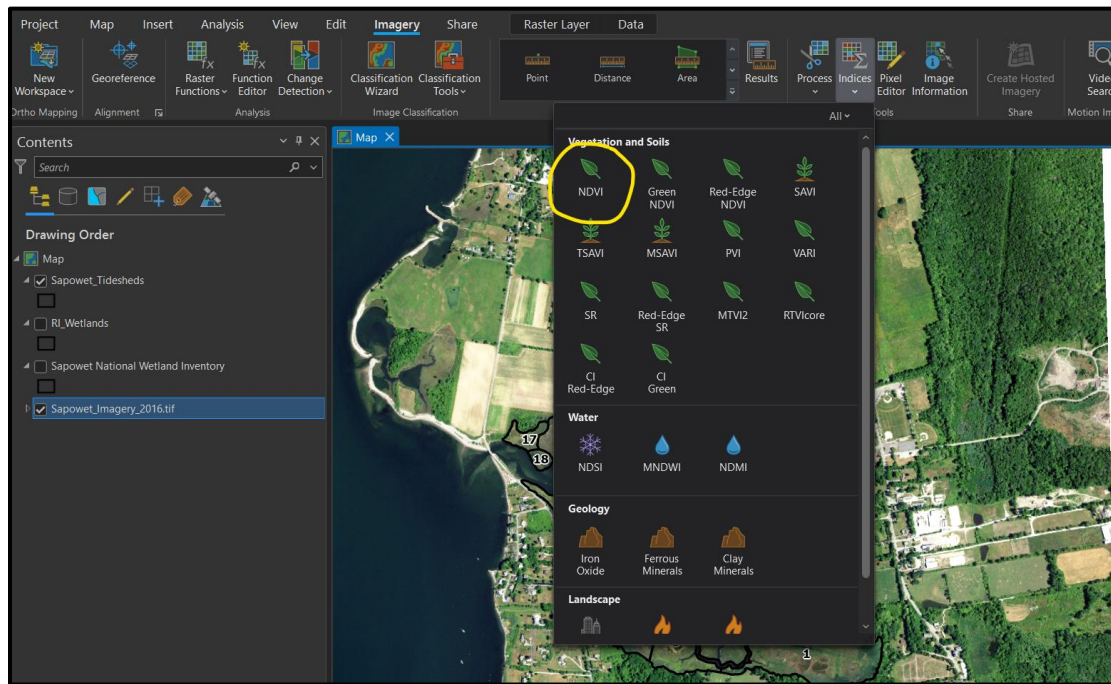 Project Map Insert Analysis View Edit Imagery Share Raster Layer Data
New Workspace
Georeference
Raster Functions
Function Editor
Change Detection
Classification Wizard
Classification Tools
Point
Distance
Area
Results
Process
Indices
Pixel Editor
Image Information
Create Hosted Imagery
Ortho Mapping
Alignment
Analysis
Image Classification
Share
Contents
Search
Drawing Order
Map
Sapowet_Tidesheds
RI_Wetlands
Sapowet National Wetland Inventory
Sapowet_Imagery_2016.tif
Map
17
18
1
All
Vegetation and Soils
NDVI
Green NDVI
Red-Edge NDVI
SAVI
TSAVI
MSAVI
PVI
VARI
SR
Red-Edge SR
MTVI2
RTVIcore
CI Red-Edge
CI Green
Water
NDSI
MNDWI
NDMI
Geology
Iron Oxide
Ferrous Minerals
Clay Minerals
Landscape